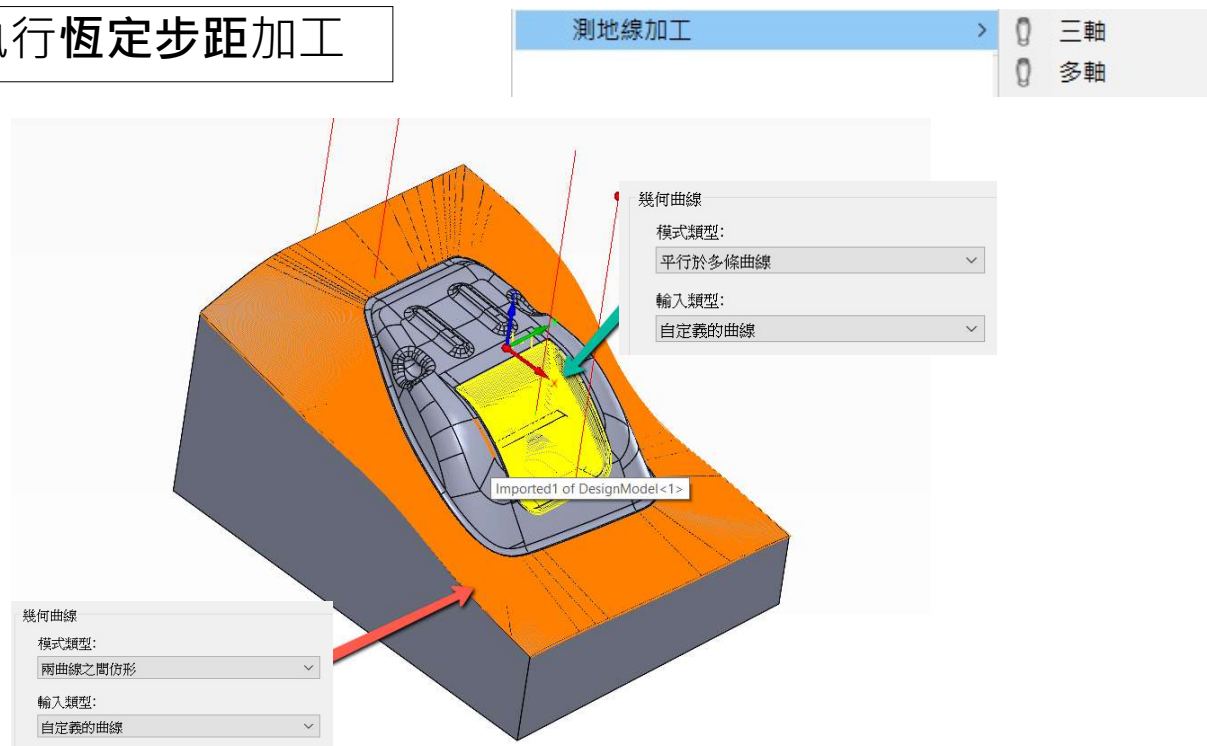 行恆定步距加工
測地線加工 >
三軸
多軸
幾何曲線
模式類型:
平行於多條曲線
輸入類型:
自定義的曲線
X
Imported1 of DesignModel<1>
幾何曲線
模式類型:
兩曲線之間仿形
輸入類型:
自定義的曲線